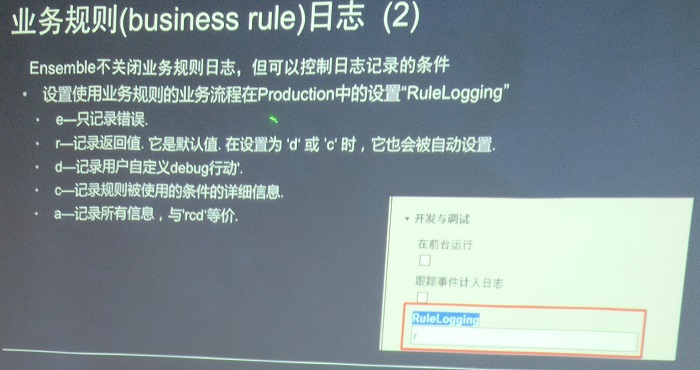 业务规则(business rule)日志 (2)
Ensemble不关闭业务规则日志，但可以控制日志记录的条件
• 设置使用业务规则的业务流程在Production中的设置“RuleLogging”
• e—只记录错误.
• r—记录返回值. 它是默认值. 在设置为 'd' 或 'c' 时，它也会被自动设置.
• d—记录用户自定义debug行动'.
• c—记录规则被使用的条件的详细信息.
• a—记录所有信息，与'rcd'等价.
开发与调试
在前台运行
跟踪事件计入日志
RuleLogging
r